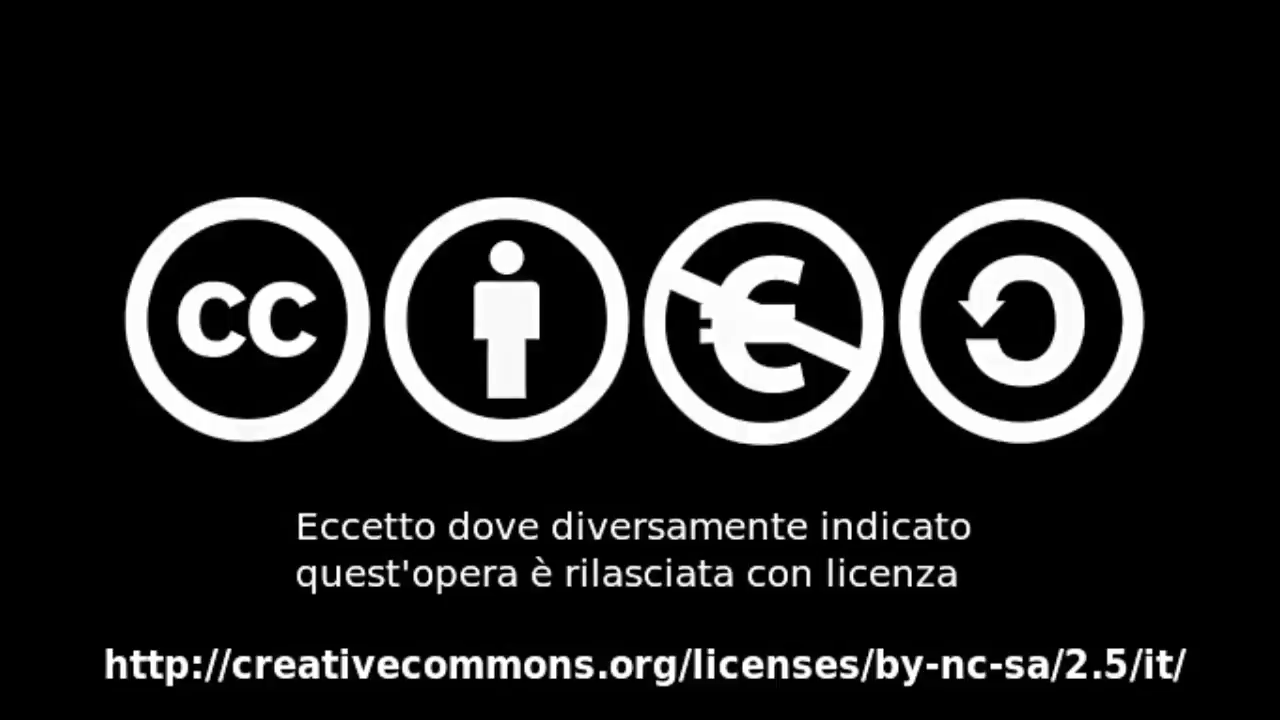 cc
Eccetto dove diversamente indicato
quest'opera è rilasciata con licenza
http://creativecommons.org/licenses/by-nc-sa/2.5/it/